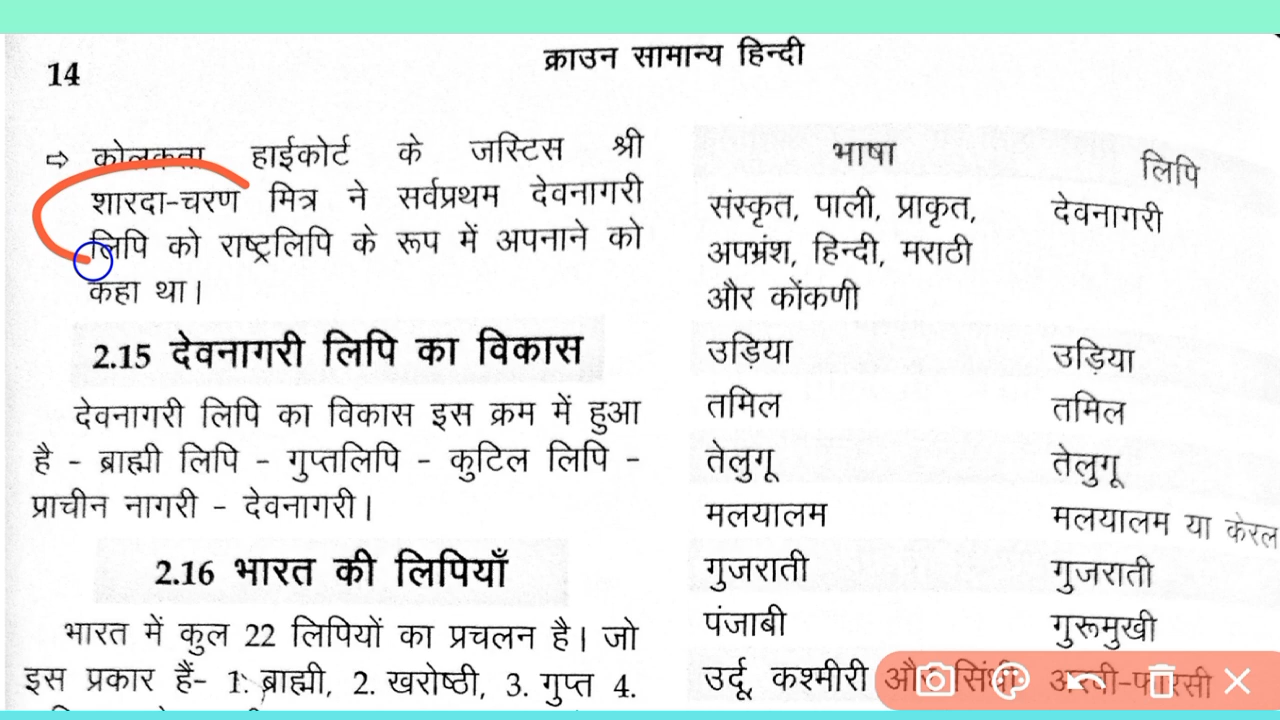 14
क्राउन सामान्य हिन्दी
⇨ कोलकता हाईकोर्ट के जस्टिस श्री
शारदा-चरण मित्र ने सर्वप्रथम देवनागरी
लिपि को राष्ट्रलिपि के रूप में अपनाने को
कहा था।
2.15 देवनागरी लिपि का विकास
देवनागरी लिपि का विकास इस क्रम में हुआ
है - ब्राह्मी लिपि - गुप्तलिपि - कुटिल लिपि -
प्राचीन नागरी - देवनागरी।
2.16 भारत की लिपियाँ
भारत में कुल 22 लिपियों का प्रचलन है। जो
इस प्रकार हैं- 1. ब्राह्मी, 2. खरोष्ठी, 3. गुप्त 4.
भाषा लिपि
संस्कृत, पाली, प्राकृत, देवनागरी
अपभ्रंश, हिन्दी, मराठी
और कोंकणी
उड़िया उड़िया
तमिल तमिल
तेलुगू तेलुगू
मलयालम मलयालम या केरल
गुजराती गुजराती
पंजाबी गुरूमुखी
उर्दू, कश्मीरी और सिंधी अरबी-फारसी